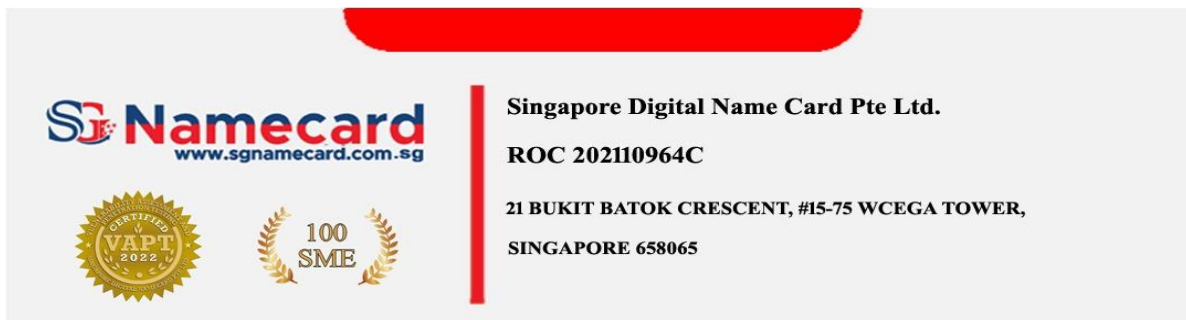 SG Namecard
www.sgnamecard.com.sg
CERTIFIED
VAPT
2022
100
SME
Singapore Digital Name Card Pte Ltd.
ROC 202110964C
21 BUKIT BATOK CRESCENT, #15-75 WCEGA TOWER,
SINGAPORE 658065